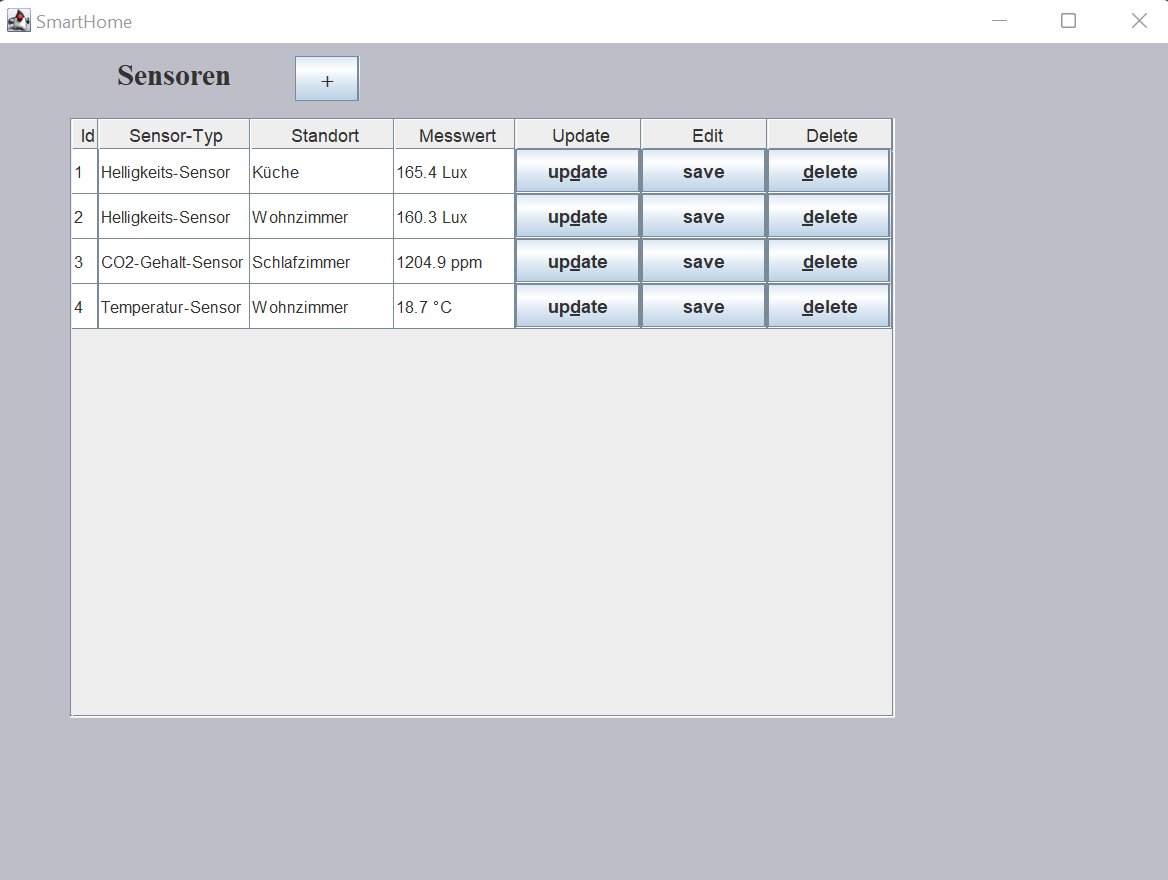 SmartHome
Sensoren +
Id Sensor-Typ Standort Messwert Update Edit Delete
1 Helligkeits-Sensor Küche 165.4 Lux update save delete
2 Helligkeits-Sensor Wohnzimmer 160.3 Lux update save delete
3 CO2-Gehalt-Sensor Schlafzimmer 1204.9 ppm update save delete
4 Temperatur-Sensor Wohnzimmer 18.7 °C update save delete